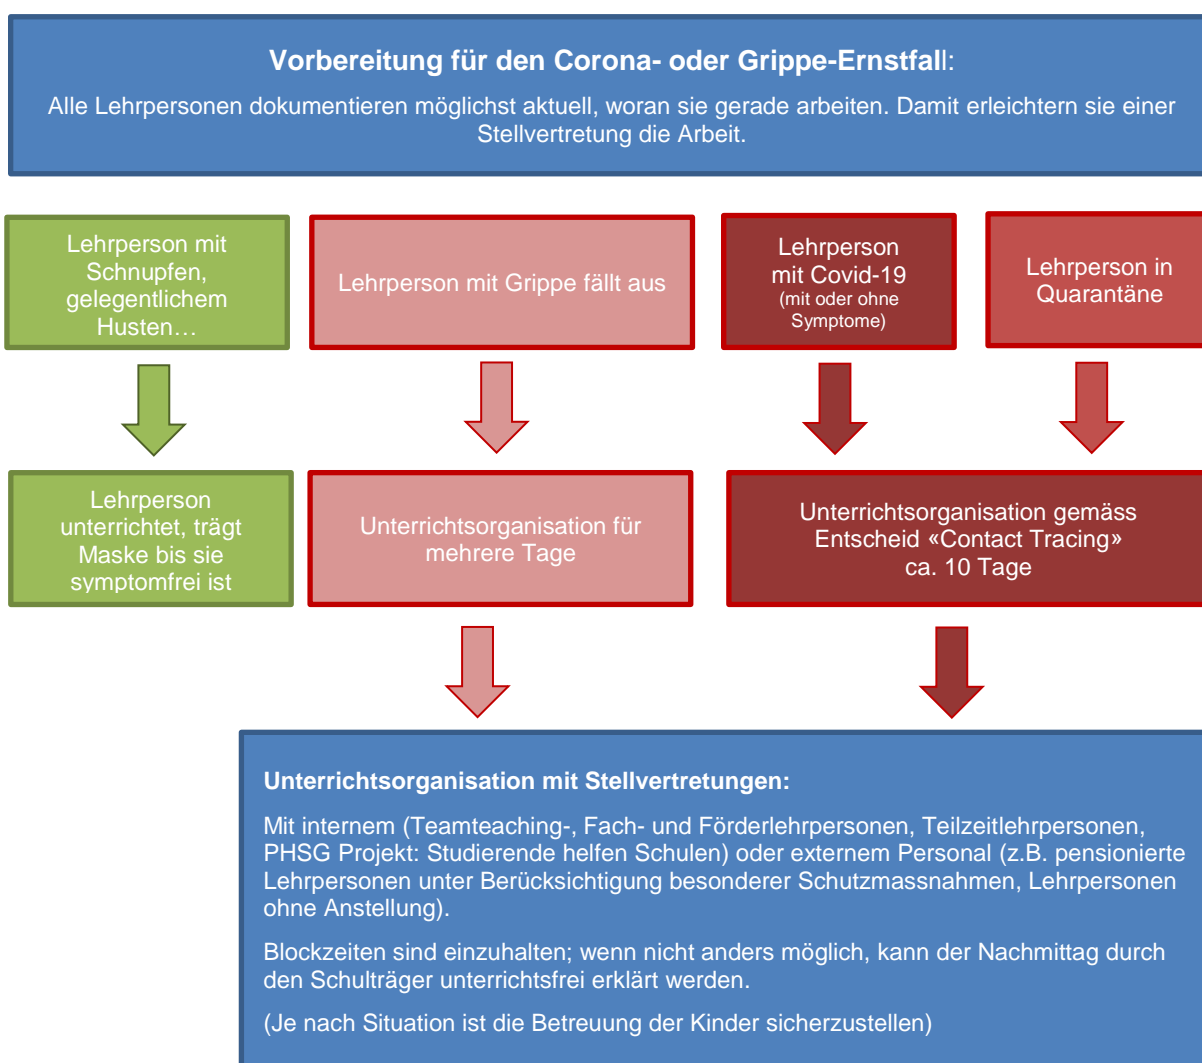 Vorbereitung für den Corona- oder Grippe-Ernstfall:
Alle Lehrpersonen dokumentieren möglichst aktuell, woran sie gerade arbeiten. Damit erleichtern sie einer
Stellvertretung die Arbeit.
Lehrperson mit
Schnupfen,
gelegentlichem
Husten…
Lehrperson mit Grippe fällt aus
Lehrperson
mit Covid-19
(mit oder ohne
Symptome)
Lehrperson in
Quarantäne
Lehrperson
unterrichtet, trägt
Maske bis sie
symptomfrei ist
Unterrichtsorganisation für
mehrere Tage
Unterrichtsorganisation gemäss
Entscheid «Contact Tracing»
ca. 10 Tage
Unterrichtsorganisation mit Stellvertretungen:
Mit internem (Teamteaching-, Fach- und Förderlehrpersonen, Teilzeitlehrpersonen,
PHSG Projekt: Studierende helfen Schulen) oder externem Personal (z.B. pensionierte
Lehrpersonen unter Berücksichtigung besonderer Schutzmassnahmen, Lehrpersonen
ohne Anstellung).
Blockzeiten sind einzuhalten; wenn nicht anders möglich, kann der Nachmittag durch
den Schulträger unterrichtsfrei erklärt werden.
(Je nach Situation ist die Betreuung der Kinder sicherzustellen)